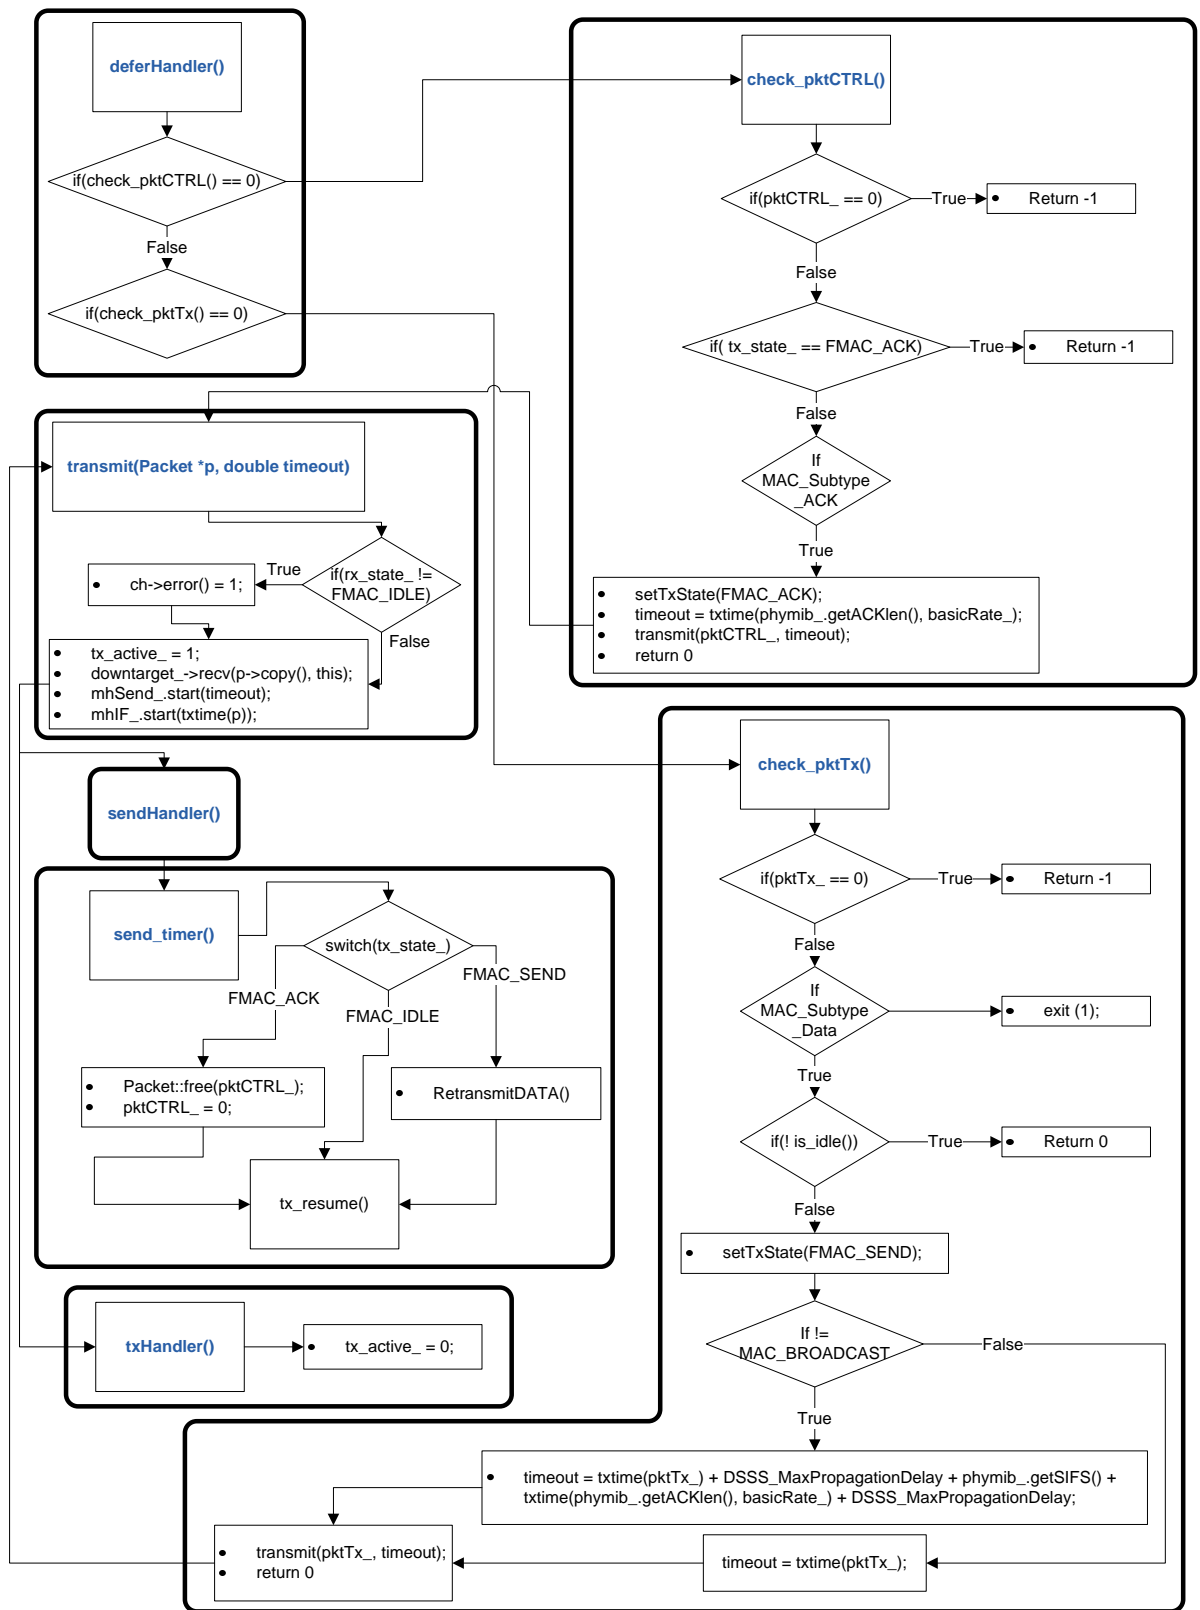 deferHandler()
if(check_pktCTRL() == 0)
False
if(check_pktTx() == 0)
check_pktCTRL()
if(pktCTRL_ == 0)
True
• Return -1
False
if( tx_state_ == FMAC_ACK)
True
• Return -1
False
If
MAC_Subtype
_ACK
True
• setTxState(FMAC_ACK);
• timeout = txtime(phymib_.getACKlen(), basicRate_);
• transmit(pktCTRL_, timeout);
• return 0
transmit(Packet *p, double timeout)
if(rx_state_ !=
FMAC_IDLE)
True
• ch->error() = 1;
False
• tx_active_ = 1;
• downtarget_->recv(p->copy(), this);
• mhSend_.start(timeout);
• mhIF_.start(txtime(p));
sendHandler()
send_timer()
switch(tx_state_)
FMAC_ACK
FMAC_IDLE
FMAC_SEND
• Packet::free(pktCTRL_);
• pktCTRL_ = 0;
• RetransmitDATA()
tx_resume()
txHandler()
• tx_active_ = 0;
check_pktTx()
if(pktTx_ == 0)
True
• Return -1
False
If
MAC_Subtype
_Data
• exit (1);
True
if(! is_idle())
True
• Return 0
False
• setTxState(FMAC_SEND);
If !=
MAC_BROADCAST
False
True
• timeout = txtime(pktTx_) + DSSS_MaxPropagationDelay + phymib_.getSIFS() +
txtime(phymib_.getACKlen(), basicRate_) + DSSS_MaxPropagationDelay;
• transmit(pktTx_, timeout);
• return 0
timeout = txtime(pktTx_);